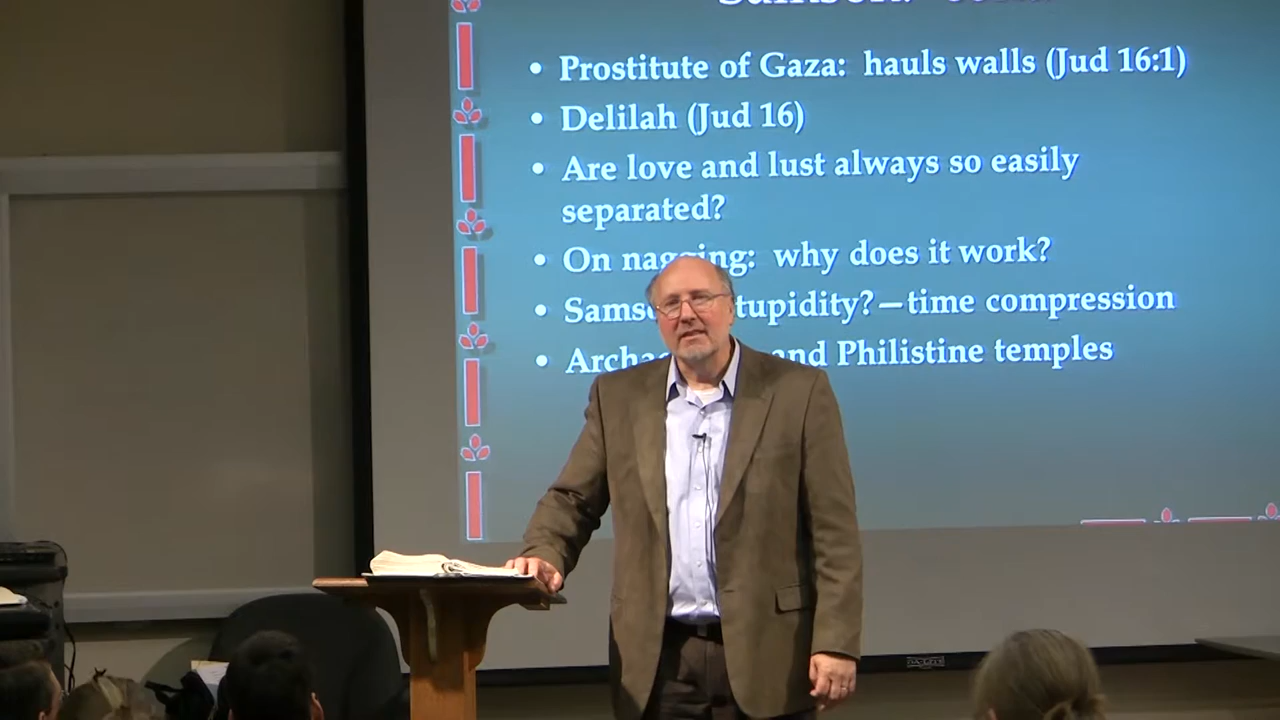 • Prostitute of Gaza: hauls walls (Jud 16:1)
• Delilah (Jud 16)
• Are love and lust always so easily
separated?
• On nagging: why does it work?
• time compression
• and Philistine temples